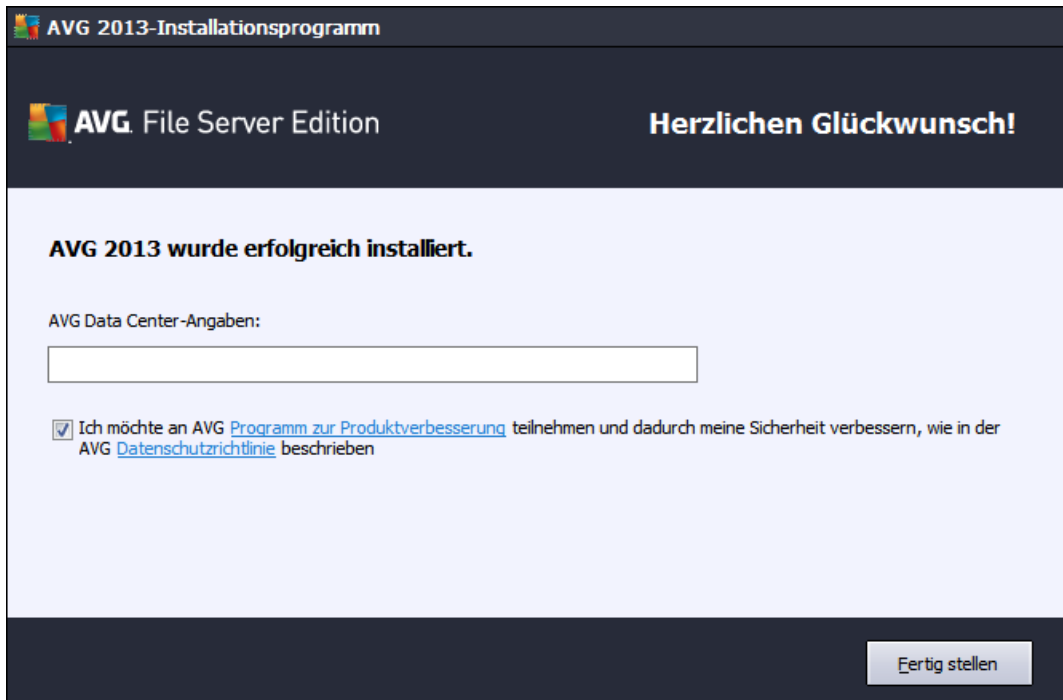 AVG 2013-Installationsprogramm
AVG. File Server Edition
Herzlichen Glückwunsch!
AVG 2013 wurde erfolgreich installiert.
AVG Data Center-Angaben:
Ich möchte an AVG Programm zur Produktverbesserung teilnehmen und dadurch meine Sicherheit verbessern, wie in der
AVG Datenschutzrichtlinie beschrieben
Fertig stellen